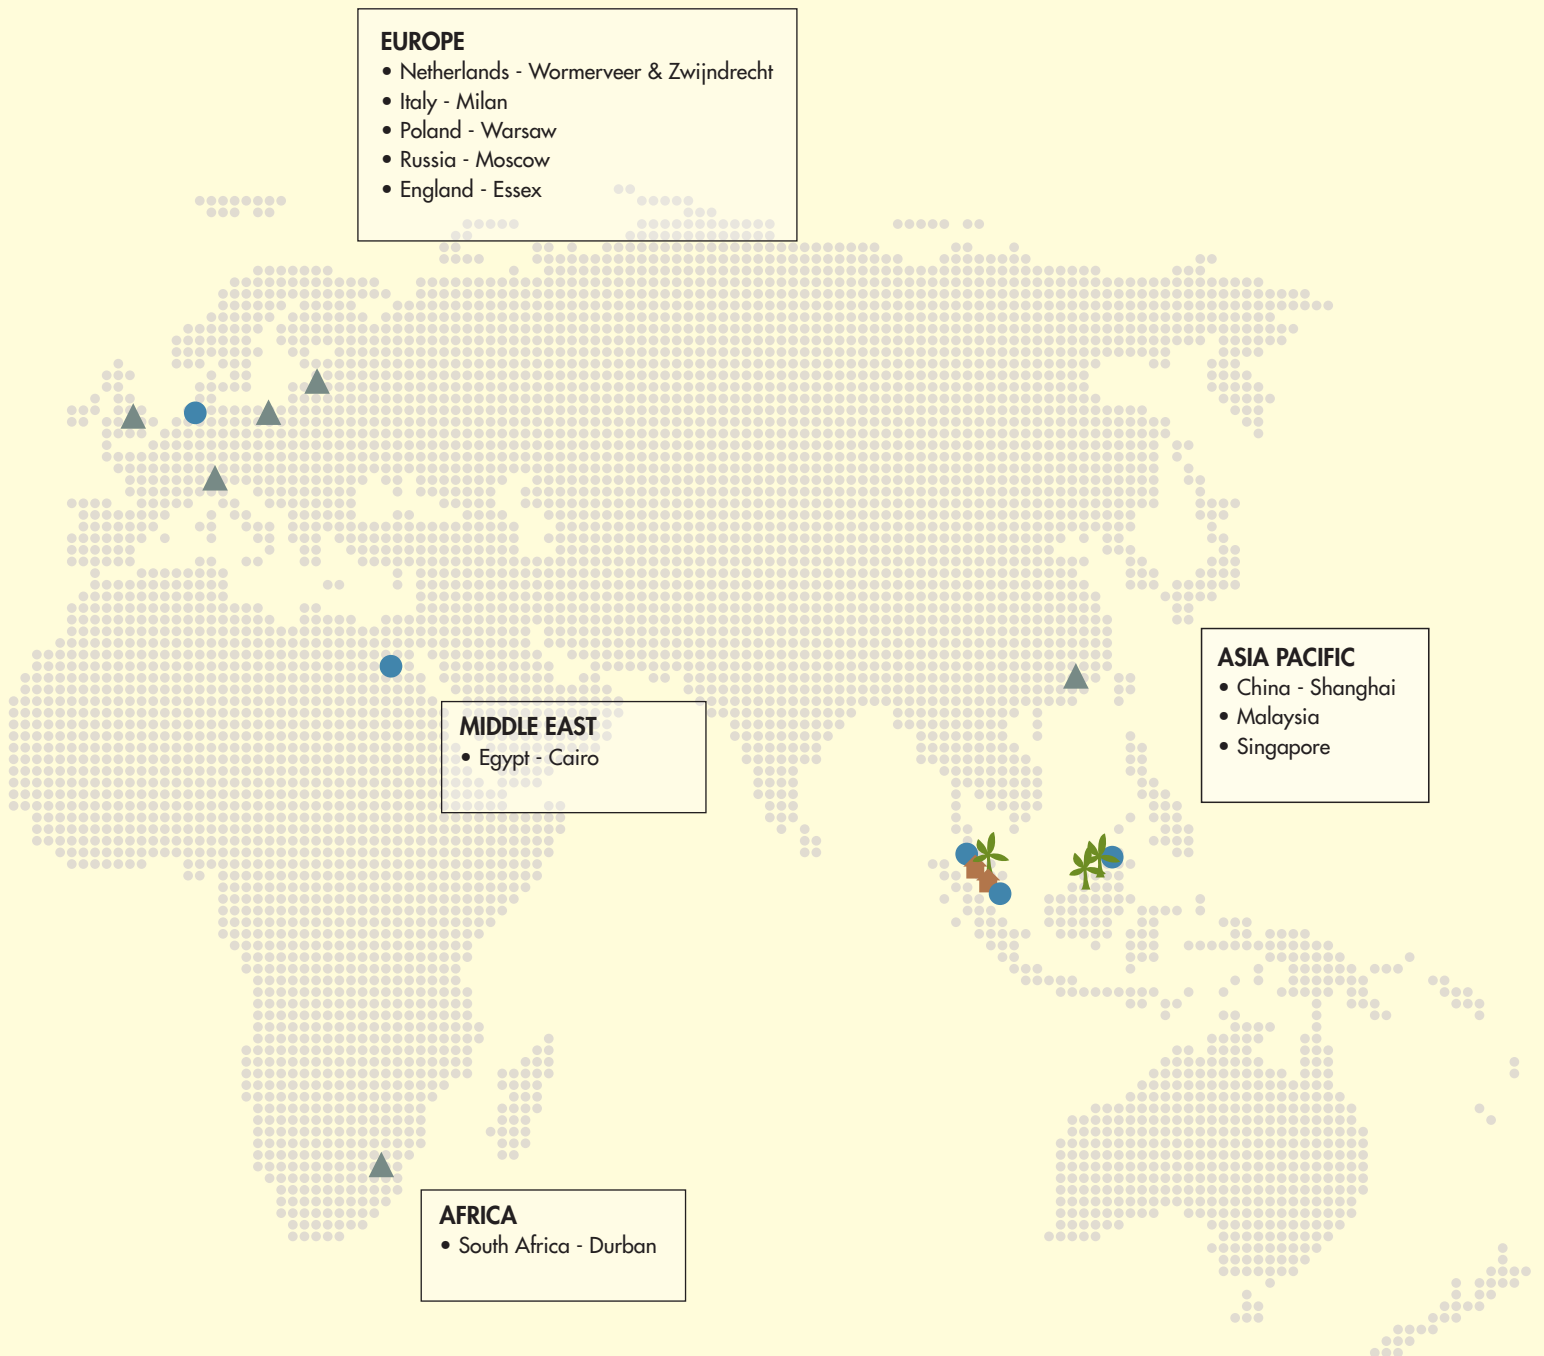 EUROPE
• Netherlands - Wormerveer & Zwijndrecht
• Italy - Milan
• Poland - Warsaw
• Russia - Moscow
• England - Essex
ASIA PACIFIC
• China - Shanghai
• Malaysia
• Singapore
MIDDLE EAST
• Egypt - Cairo
AFRICA
• South Africa - Durban